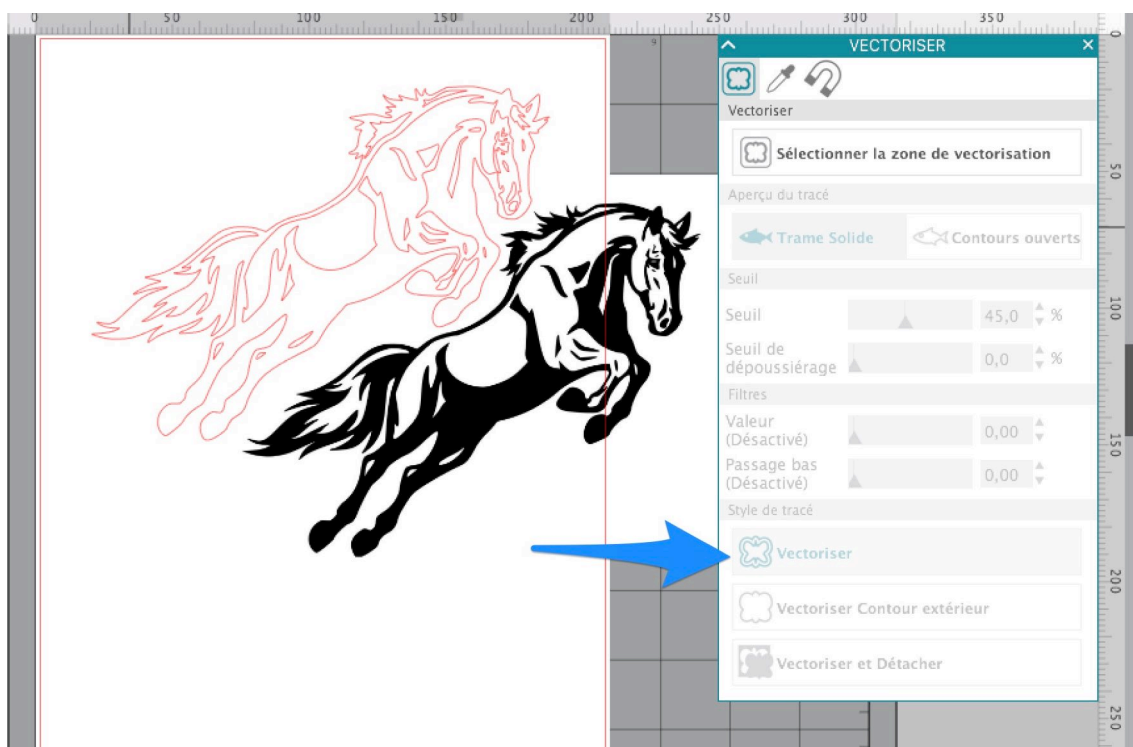 0 50 100 150 200 250 300 350
VECTORISER
Vectoriser
Sélectionner la zone de vectorisation
Aperçu du tracé
Trame Solide Contours ouverts
Seuil
Seuil 45,0 %
Seuil de
dépoussiérage 0,0 %
Filtres
Valeur
(Désactivé) 0,00
Passage bas
(Désactivé) 0,00
Style de tracé
Vectoriser
Vectoriser Contour extérieur
Vectoriser et Détacher
0
50
100
150
200
250